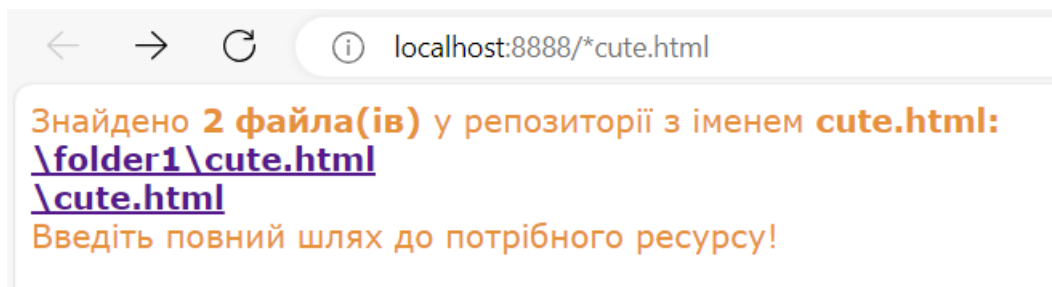 localhost:8888/*cute.html
Знайдено 2 файла(ів) у репозиторії з іменем cute.html:
\folder1\cute.html
\cute.html
Введіть повний шлях до потрібного ресурсу!